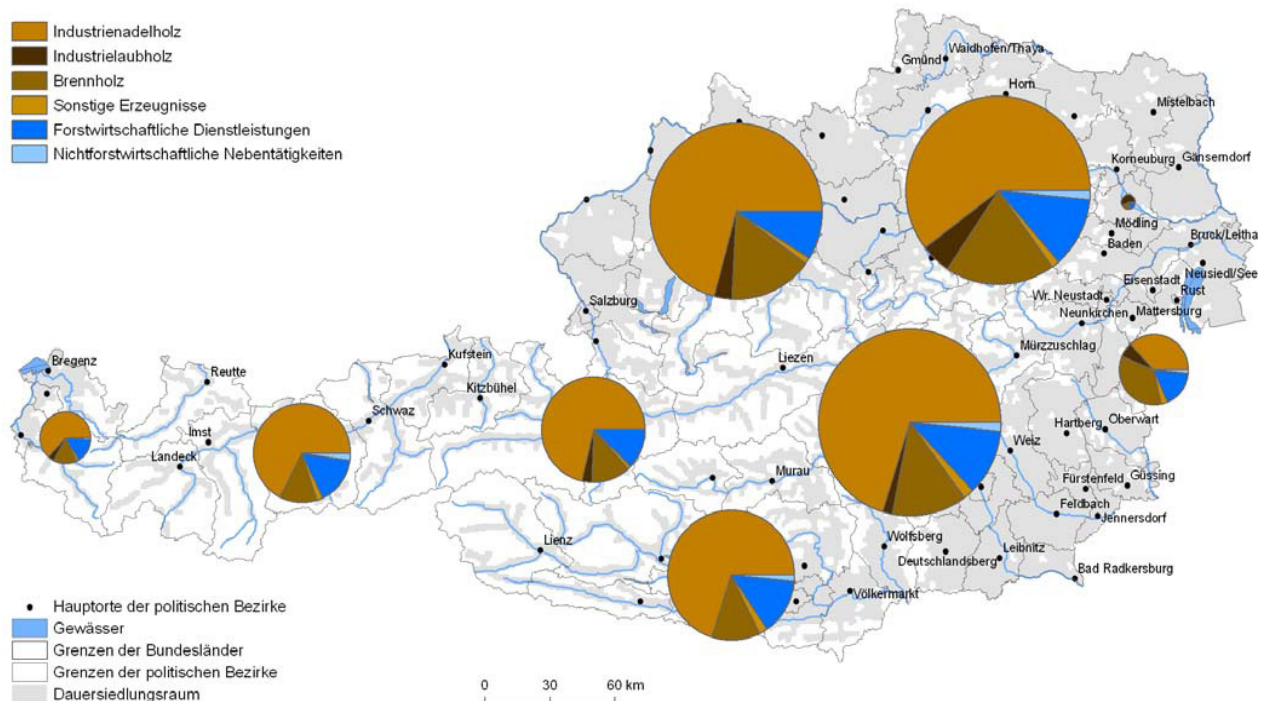 Industrienadelholz
Industrielaubholz
Brennholz
Sonstige Erzeugnisse
Forstwirtschaftliche Dienstleistungen
Nichtforstwirtschaftliche Nebentätigkeiten
Waidhofen/Thaya
Gmünd
Horn
Mistelbach
Korneuburg
Gänserndorf
Mödling
Bruck/Leitha
Baden
Neusiedl/See
Eisenstadt
Rust
Wr. Neustadt
Salzburg
Neunkirchen
Mattersburg
Mürzzuschlag
Kufstein
Liezen
Bregenz
Reutte
Kitzbühel
Schwaz
Hartberg
Oberwart
Imst
Weiz
Landeck
Murau
Fürstenfeld
Güssing
Feldbach
Jennersdorf
Wolfsberg
Lienz
Deutschlandsberg
Leibnitz
Bad Radkersburg
Völkermarkt
Hauptorte der politischen Bezirke
Gewässer
Grenzen der Bundesländer
Grenzen der politischen Bezirke
Dauersiedlungsraum
0 30 60 km